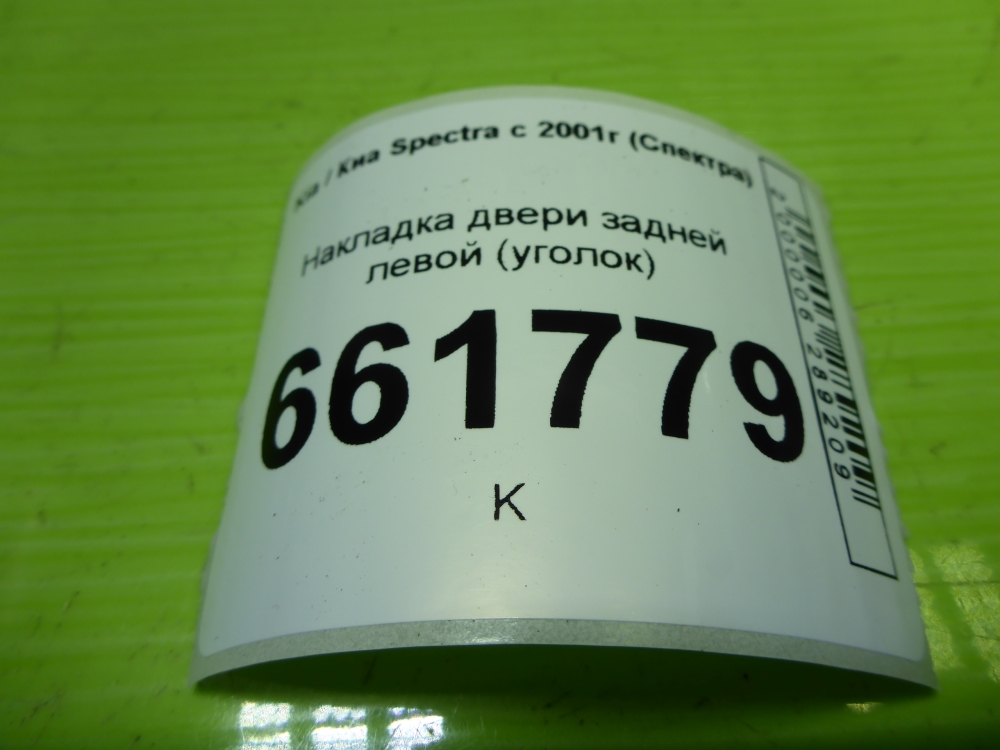 Kia / Киа Spectra с 2001г (Спектра)
Накладка двери задней
левой (уголок)
661779
К
2000006289209